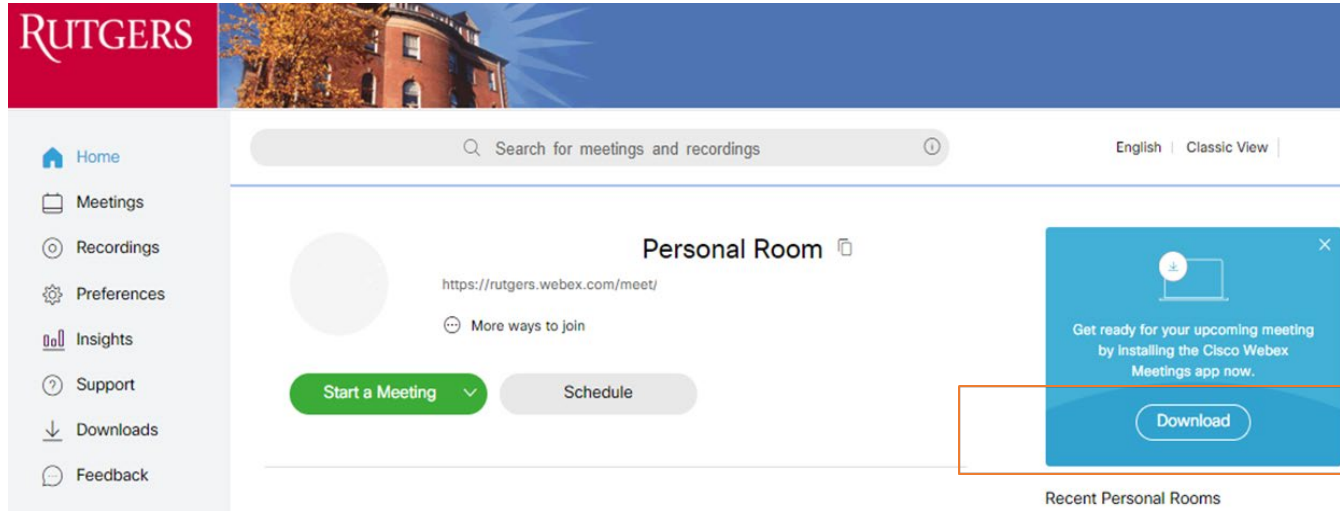 RUTGERS
Home
Meetings
Recordings
Preferences
Insights
Support
Downloads
Feedback
Search for meetings and recordings
English | Classic View
Personal Room
https://rutgers.webex.com/meet/
More ways to join
Start a Meeting
Schedule
Get ready for your upcoming meeting
by installing the Cisco Webex
Meetings app now.
Download
Recent Personal Rooms